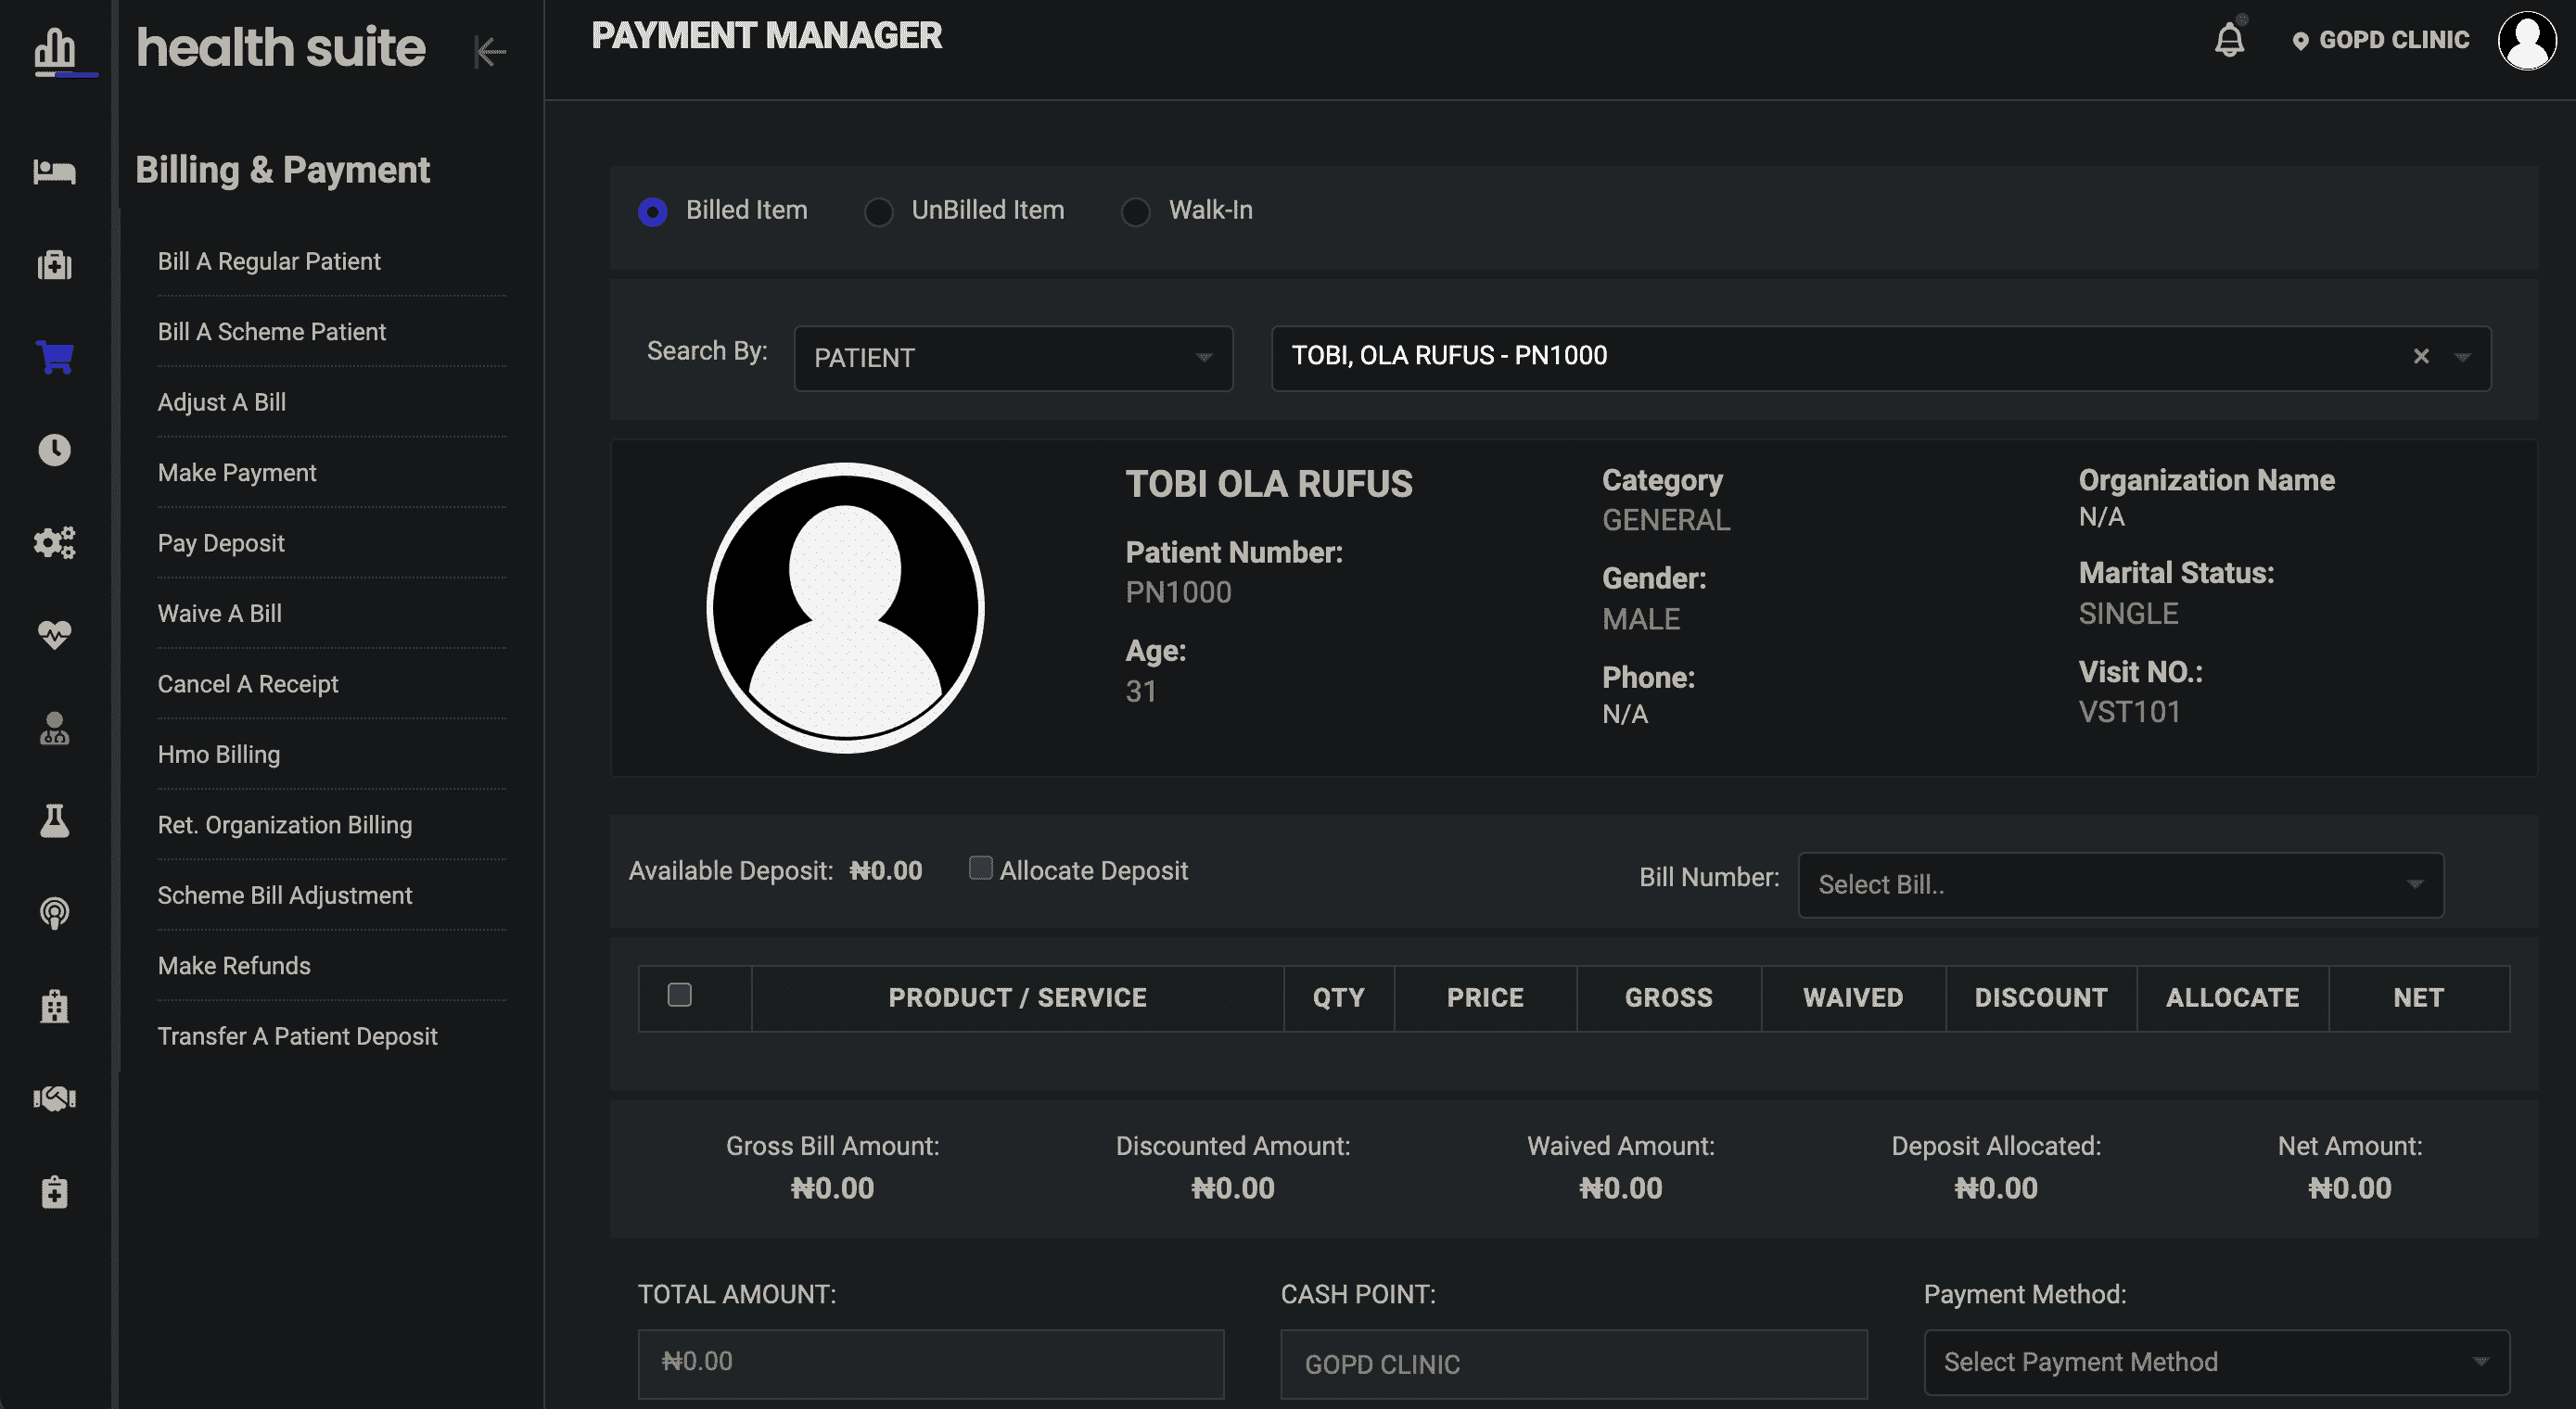 health suite
PAYMENT MANAGER
GOPD CLINIC
Billing & Payment
Bill A Regular Patient
Bill A Scheme Patient
Adjust A Bill
Make Payment
Pay Deposit
Waive A Bill
Cancel A Receipt
Hmo Billing
Ret. Organization Billing
Scheme Bill Adjustment
Make Refunds
Transfer A Patient Deposit
Billed Item UnBilled Item Walk-In
Search By: PATIENT TOBI, OLA RUFUS - PN1000 ×
TOBI OLA RUFUS
Patient Number:
PN1000
Age:
31
Category
GENERAL
Gender:
MALE
Phone:
N/A
Organization Name
N/A
Marital Status:
SINGLE
Visit NO.:
VST101
Available Deposit: ₦0.00 Allocate Deposit Bill Number: Select Bill..
PRODUCT / SERVICE QTY PRICE GROSS WAIVED DISCOUNT ALLOCATE NET
Gross Bill Amount: Discounted Amount: Waived Amount: Deposit Allocated: Net Amount:
₦0.00 ₦0.00 ₦0.00 ₦0.00 ₦0.00
TOTAL AMOUNT: CASH POINT: Payment Method:
₦0.00 GOPD CLINIC Select Payment Method